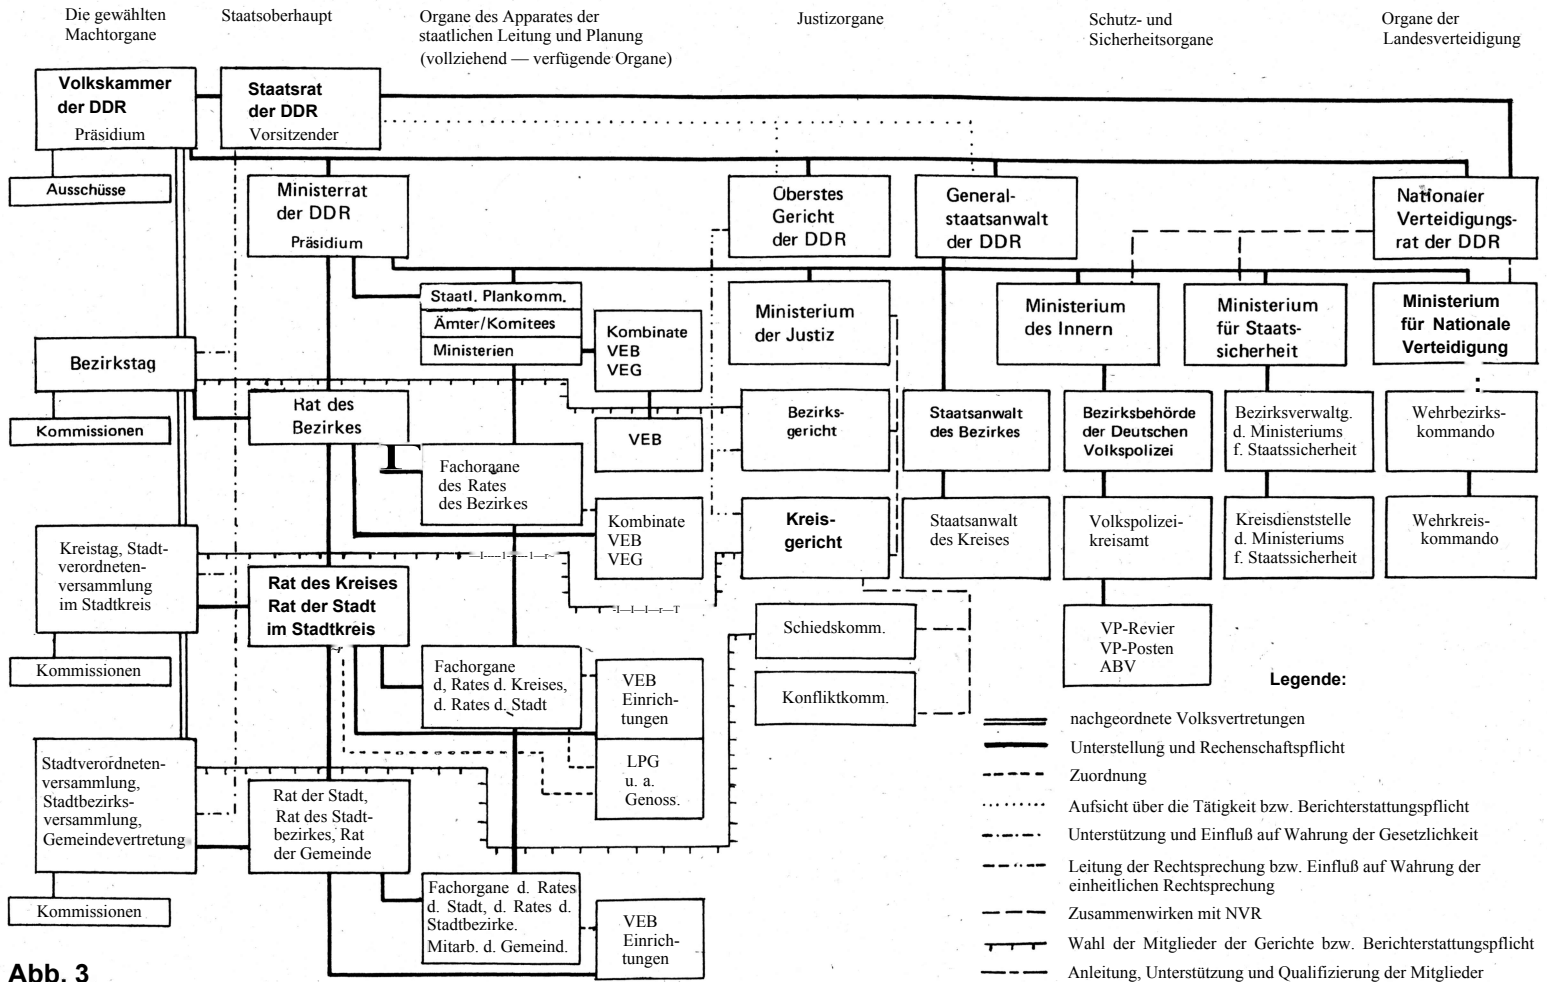 Die gewählten
Machtorgane
Staatsoberhaupt
Organe des Apparates der
staatlichen Leitung und Planung
(vollziehend — verfügende Organe)
Justizorgane
Schutz- und
Sicherheitsorgane
Organe der
Landesverteidigung
Volkskammer
der DDR
Präsidium
Staatsrat
der DDR
Vorsitzender
Ausschüsse
Ministerrat
der DDR
Präsidium
Oberstes
Gericht
der DDR
General-
staatsanwalt
der DDR
Nationaler
Verteidigungs-
rat der DDR
Staatl. Plankomm.
Ämter/Komitees
Ministerien
Kombinate
VEB
VEG
Ministerium
der Justiz
Ministerium
des Innern
Ministerium
für Staats-
sicherheit
Ministerium
für Nationale
Verteidigung
Bezirkstag
Kommissionen
Rat des
Bezirkes
VEB
Bezirks-
gericht
Staatsanwalt
des Bezirkes
Bezirksbehörde
der Deutschen
Volkspolizei
Bezirksverwaltg.
d. Ministeriums
f. Staatssicherheit
Wehrbezirks-
kommando
Fachoraane
des Rates
des Bezirkes
Kombinate
VEB
VEG
Kreis-
gericht
Staatsanwalt
des Kreises
Volkspolizei-
kreisamt
Kreisdienststelle
d. Ministeriums
f. Staatssicherheit
Wehrkreis-
kommando
Kreistag, Stadt-
verordneten-
versammlung
im Stadtkreis
Kommissionen
Rat des Kreises
Rat der Stadt
im Stadtkreis
Schiedskomm.
Konfliktkomm.
VP-Revier
VP-Posten
ABV
Fachorgane
d, Rates d. Kreises,
d. Rates d. Stadt
VEB
Einrich-
tungen
LPG
u. a.
Genoss.
Stadtverordneten-
versammlung,
Stadtbezirks-
versammlung,
Gemeindevertretung
Kommissionen
Rat der Stadt,
Rat des Stadt-
bezirkes, Rat
der Gemeinde
Fachorgane d. Rates
d. Stadt, d. Rates d.
Stadtbezirke.
Mitarb. d. Gemeind.
VEB
Einrich-
tungen
Legende:
nachgeordnete Volksvertretungen
Unterstellung und Rechenschaftspflicht
Zuordnung
Aufsicht über die Tätigkeit bzw. Berichterstattungspflicht
Unterstützung und Einfluß auf Wahrung der Gesetzlichkeit
Leitung der Rechtsprechung bzw. Einfluß auf Wahrung der
einheitlichen Rechtsprechung
Zusammenwirken mit NVR
Wahl der Mitglieder der Gerichte bzw. Berichterstattungspflicht
Anleitung, Unterstützung und Qualifizierung der Mitglieder
Abb. 3